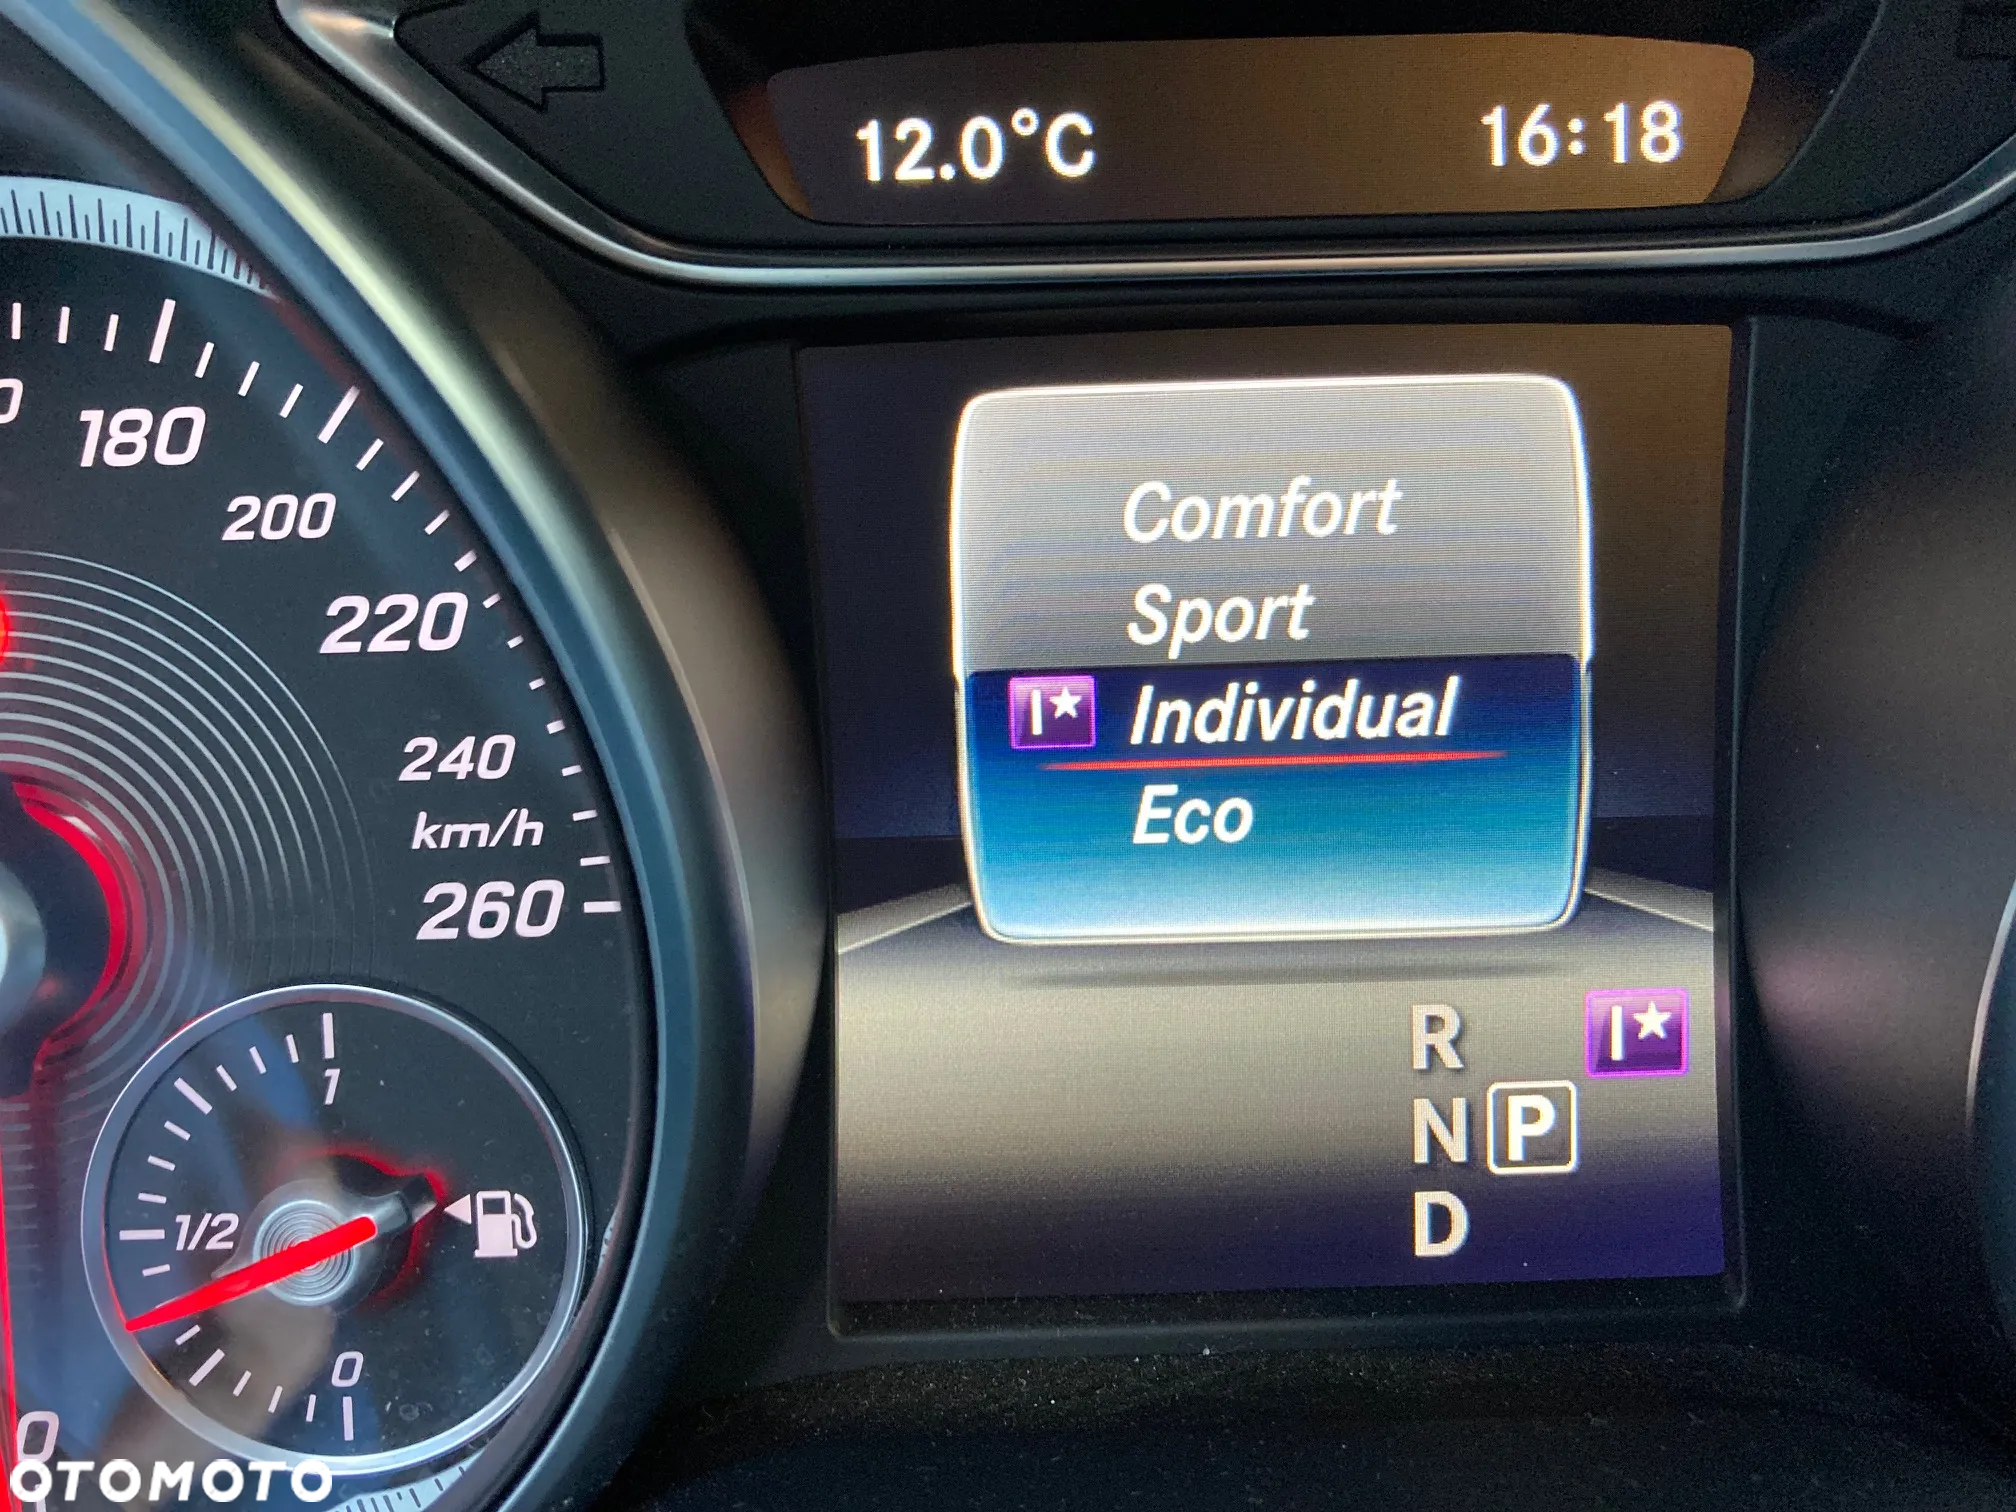 12.0°C 16:18
180
200
220
240
km/h
260
Comfort
Sport
I★ Individual
Eco
R I★
N P
D
1
1/2
0
0
OTOMOTO